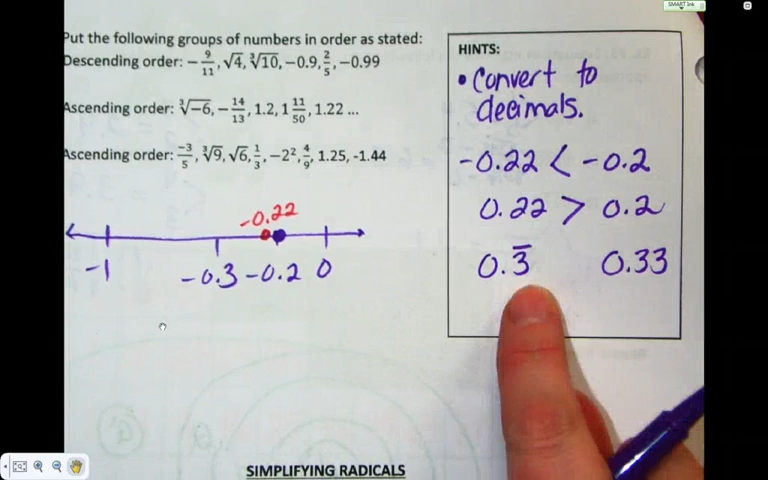 Put the following groups of numbers in order as stated:
Descending order: −9/11, √4, ∛10, −0.9, 2/5, −0.99
Ascending order: ∛−6, −14/13, 1.2, 1 11/50, 1.22 ...
Ascending order: −3/5, ∛9, √6, 1/3, −2², 4/9, 1.25, -1.44
-0.22
-1 -0.3 -0.2 0
HINTS:
• Convert to
decimals.
-0.22 < -0.2
0.22 > 0.2
0.3̅ 0.33
SIMPLIFYING RADICALS
SMART Ink